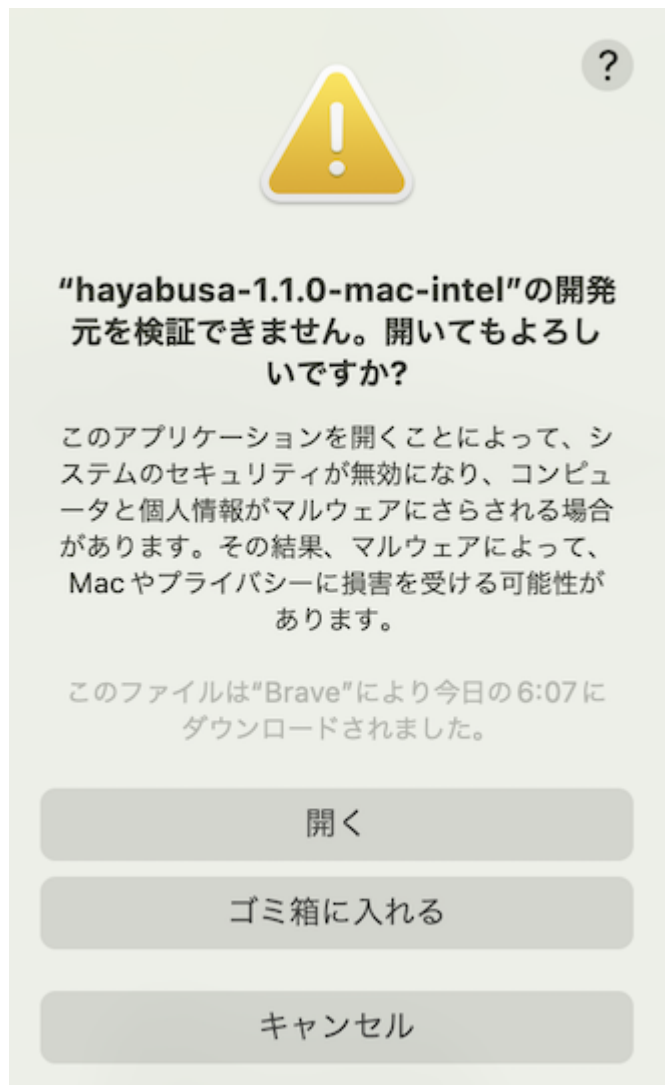 ?
“hayabusa-1.1.0-mac-intel”の開発
元を検証できません。開いてもよろし
いですか?
このアプリケーションを開くことによって、シ
ステムのセキュリティが無効になり、コンピュ
ータと個人情報がマルウェアにさらされる場合
があります。その結果、マルウェアによって、
Macやプライバシーに損害を受ける可能性が
あります。
このファイルは“Brave”により今日の6:07に
ダウンロードされました。
開く
ゴミ箱に入れる
キャンセル